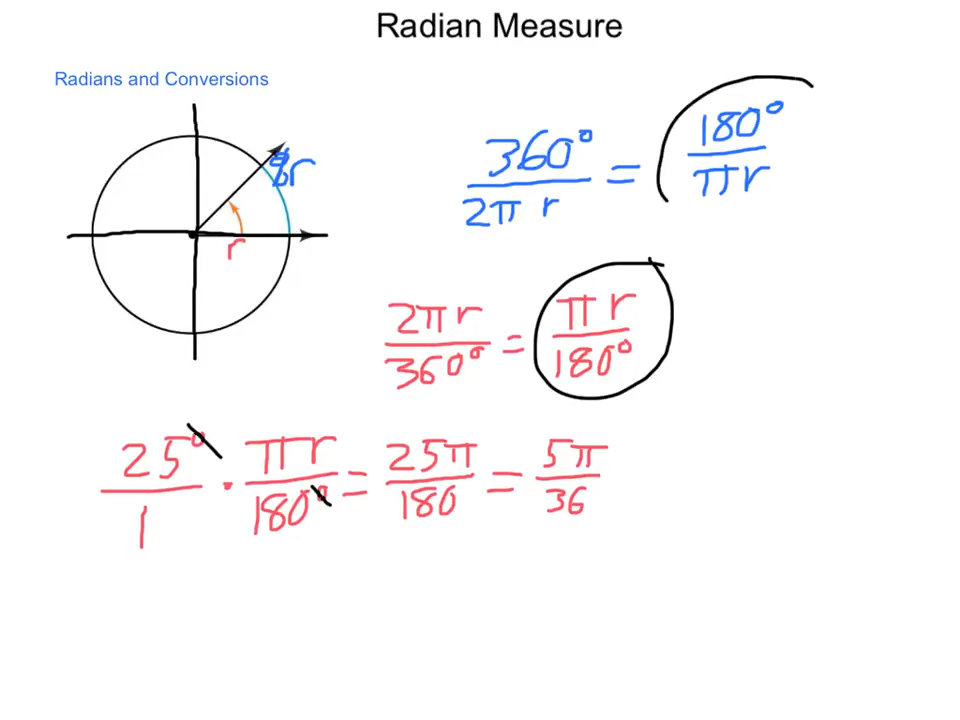 Radian Measure
Radians and Conversions
r
r
360° / 2π r = 180° / πr
2πr / 360° = πr / 180°
25° / 1 · πr / 180° = 25π / 180 = 5π / 36